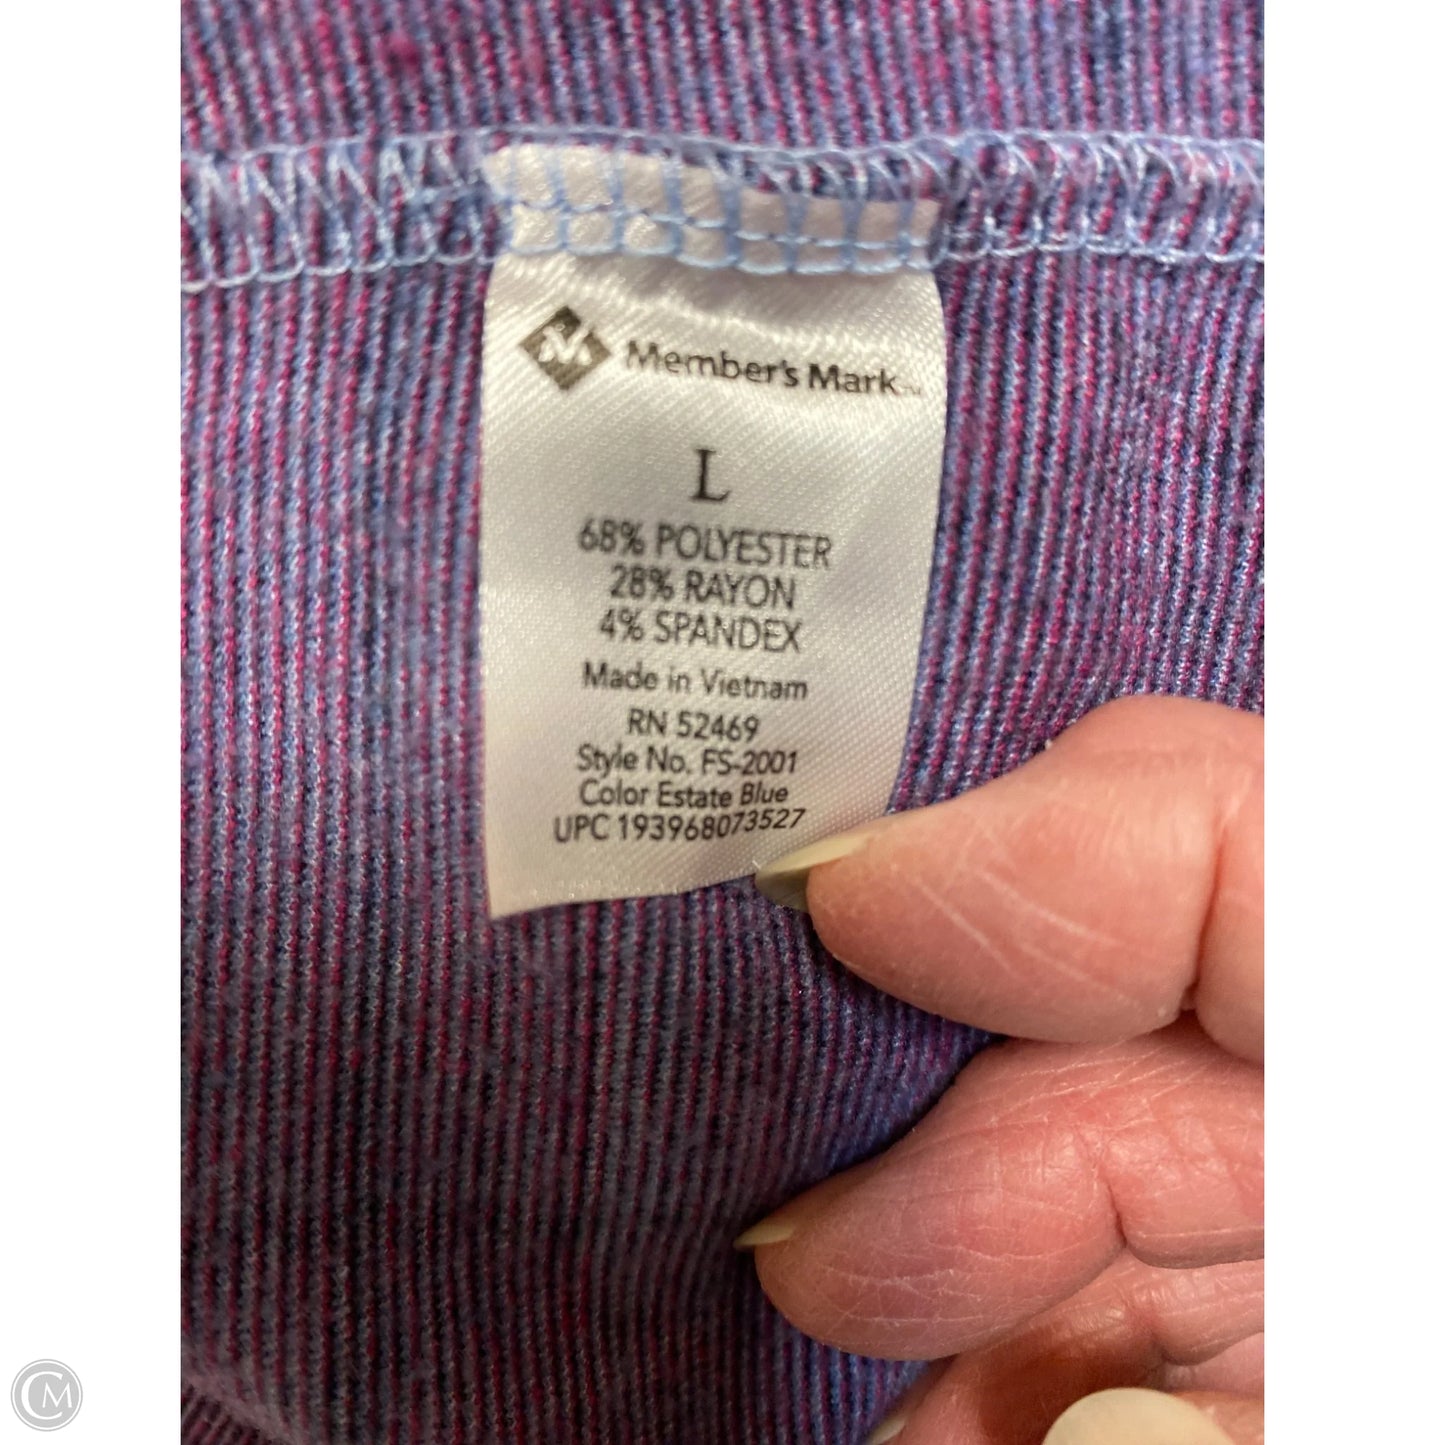 Member's Mark
L
68% POLYESTER
28% RAYON
4% SPANDEX
Made in Vietnam
RN 52469
Style No. FS-2001
Color Estate Blue
UPC 193968073527
CM